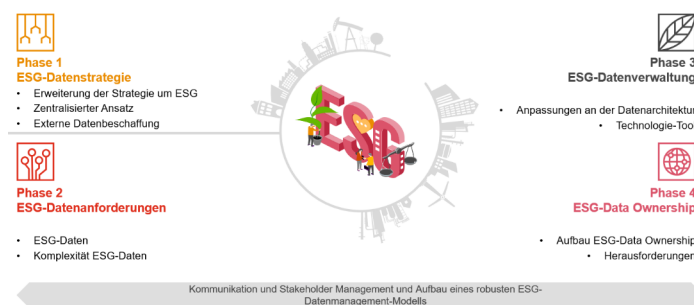 Phase 1
ESG-Datenstrategie
• Erweiterung der Strategie um ESG
• Zentralisierter Ansatz
• Externe Datenbeschaffung
Phase 2
ESG-Datenanforderungen
• ESG-Daten
• Komplexität ESG-Daten
ESG
Phase 3
ESG-Datenverwaltung
• Anpassungen an der Datenarchitektur
• Technologie-Tool
Phase 4
ESG-Data Ownership
• Aufbau ESG-Data Ownership
• Herausforderungen
Kommunikation und Stakeholder Management und Aufbau eines robusten ESG-
Datenmanagement-Modells